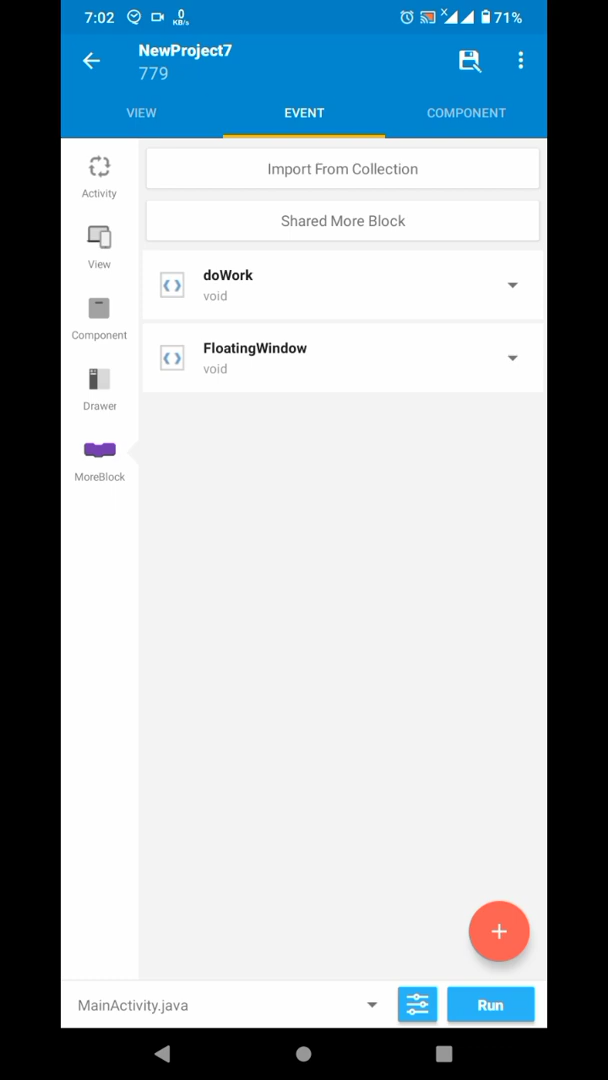 7:02
0
KB/s
X
71%
NewProject7
779
VIEW
EVENT
COMPONENT
Import From Collection
Activity
Shared More Block
View
doWork
void
Component
FloatingWindow
void
Drawer
MoreBlock
MainActivity.java
Run